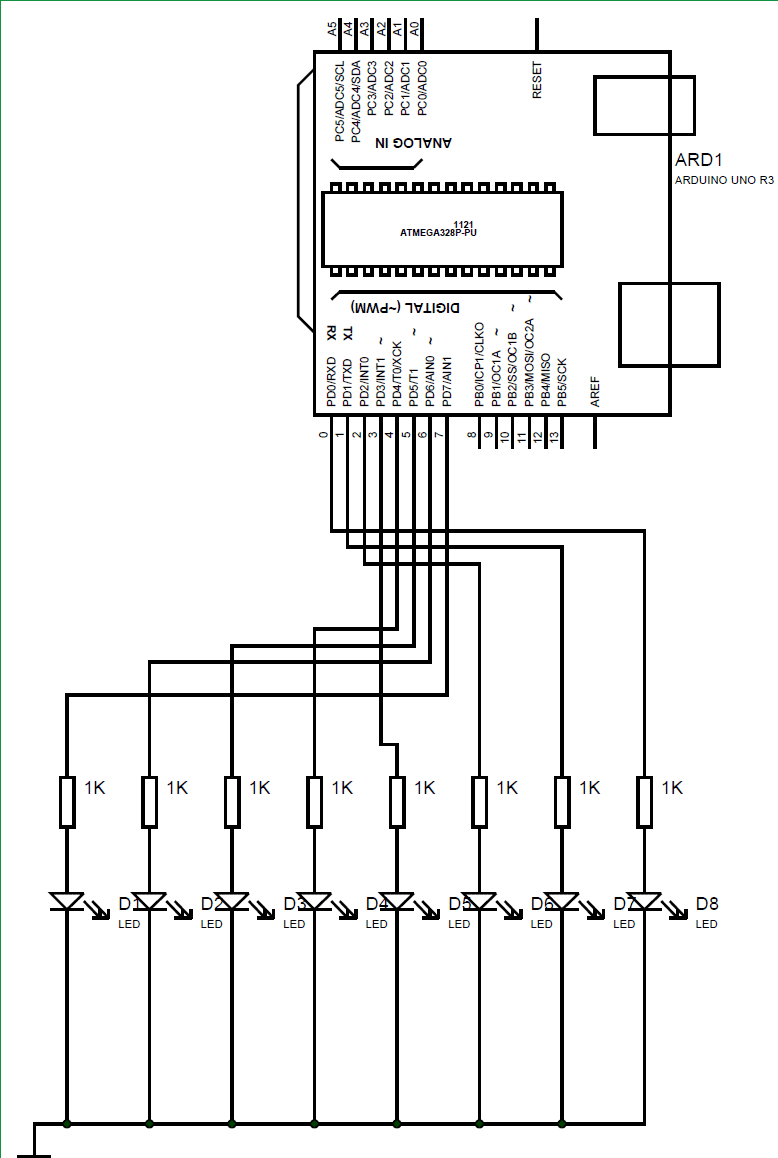 A5
A4
A3
A2
A1
A0
PC5/ADC5/SCL
PC4/ADC4/SDA
PC3/ADC3
PC2/ADC2
PC1/ADC1
PC0/ADC0
RESET
ANALOG IN
ARD1
ARDUINO UNO R3
1121
ATMEGA328P-PU
DIGITAL (~PWM)
RX
TX
~
~
~
~
~
~
PD0/RXD
PD1/TXD
PD2/INT0
PD3/INT1
PD4/T0/XCK
PD5/T1
PD6/AIN0
PD7/AIN1
PB0/ICP1/CLKO
PB1/OC1A
PB2/SS/OC1B
PB3/MOSI/OC2A
PB4/MISO
PB5/SCK
AREF
0
1
2
3
4
5
6
7
8
9
10
11
12
13
1K
1K
1K
1K
1K
1K
1K
1K
D1
D2
D3
D4
D5
D6
D7
D8
LED
LED
LED
LED
LED
LED
LED
LED